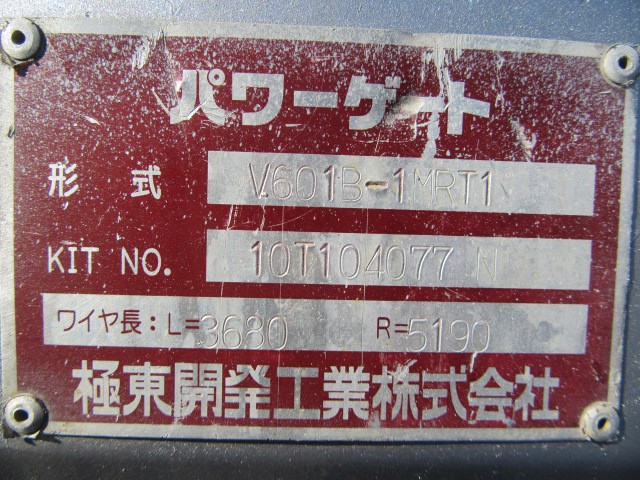 パワーゲート
形 式 V601B-1MRT1
KIT NO. 10T104077 N
ワイヤ長：L=3680 R=5190
極東開発工業株式会社